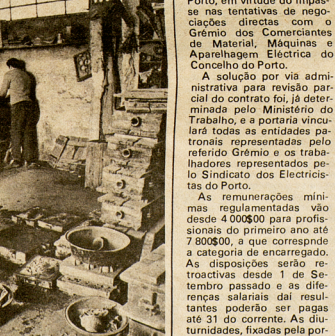 Porto, em virtude do impas-
se nas tentativas de nego-
ciações directas com o
Grémio dos Comerciantes
de Material, Máquinas e
Aparelhagem Eléctrica do
Concelho do Porto.
A solução por via admi-
nistrativa para revisão par-
cial do contrato foi, já deter-
minada pelo Ministério do
Trabalho, e a portaria vincu-
lará todas as entidades pa-
tronais representadas pelo
referido Grémio e os traba-
lhadores representados pe-
lo Sindicato dos Electricis-
tas do Porto.
As remunerações míni-
mas regulamentadas vão
desde 4 000$00 para profis-
sionais do primeiro ano até
7 800$00, a que correspnde
a categoria de encarregado.
As disposições serão re-
troactivas desde 1 de Se-
tembro passado e as dife-
renças salariais daí resul-
tantes poderão ser pagas
até 31 do corrente. As diu-
turnidades, fixadas pela por-